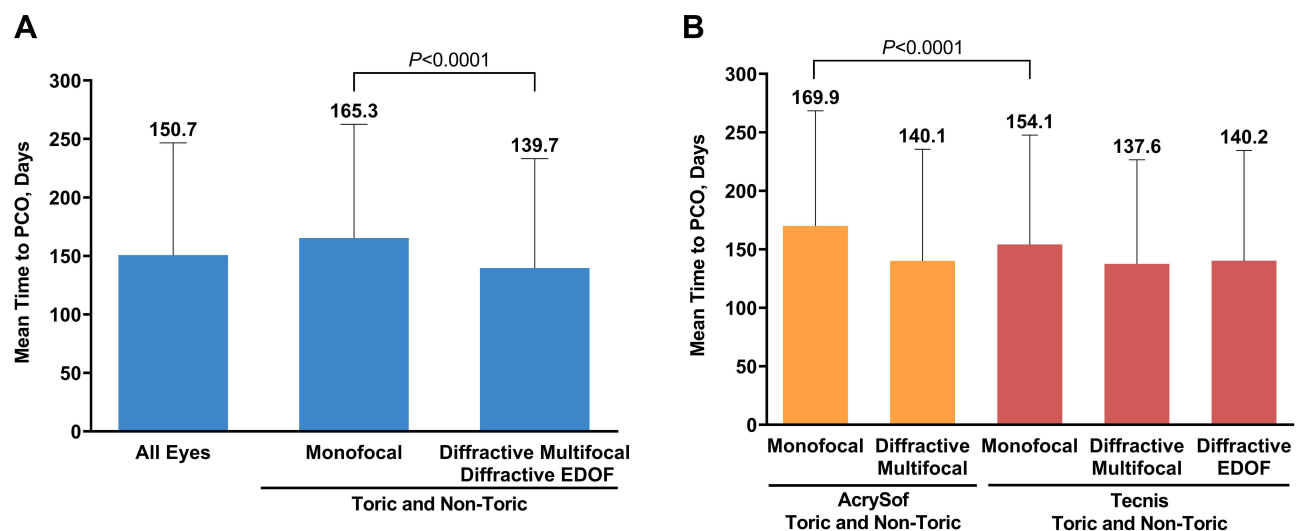 A
P<0.0001
300
250
200
150
100
50
0
Mean Time to PCO, Days
150.7
165.3
139.7
All Eyes
Monofocal
Diffractive Multifocal
Diffractive EDOF
Toric and Non-Toric
B
P<0.0001
300
250
200
150
100
50
0
Mean Time to PCO, Days
169.9
140.1
154.1
137.6
140.2
Monofocal
Diffractive
Multifocal
Monofocal
Diffractive
Multifocal
Diffractive
EDOF
AcrySof
Toric and Non-Toric
Tecnis
Toric and Non-Toric